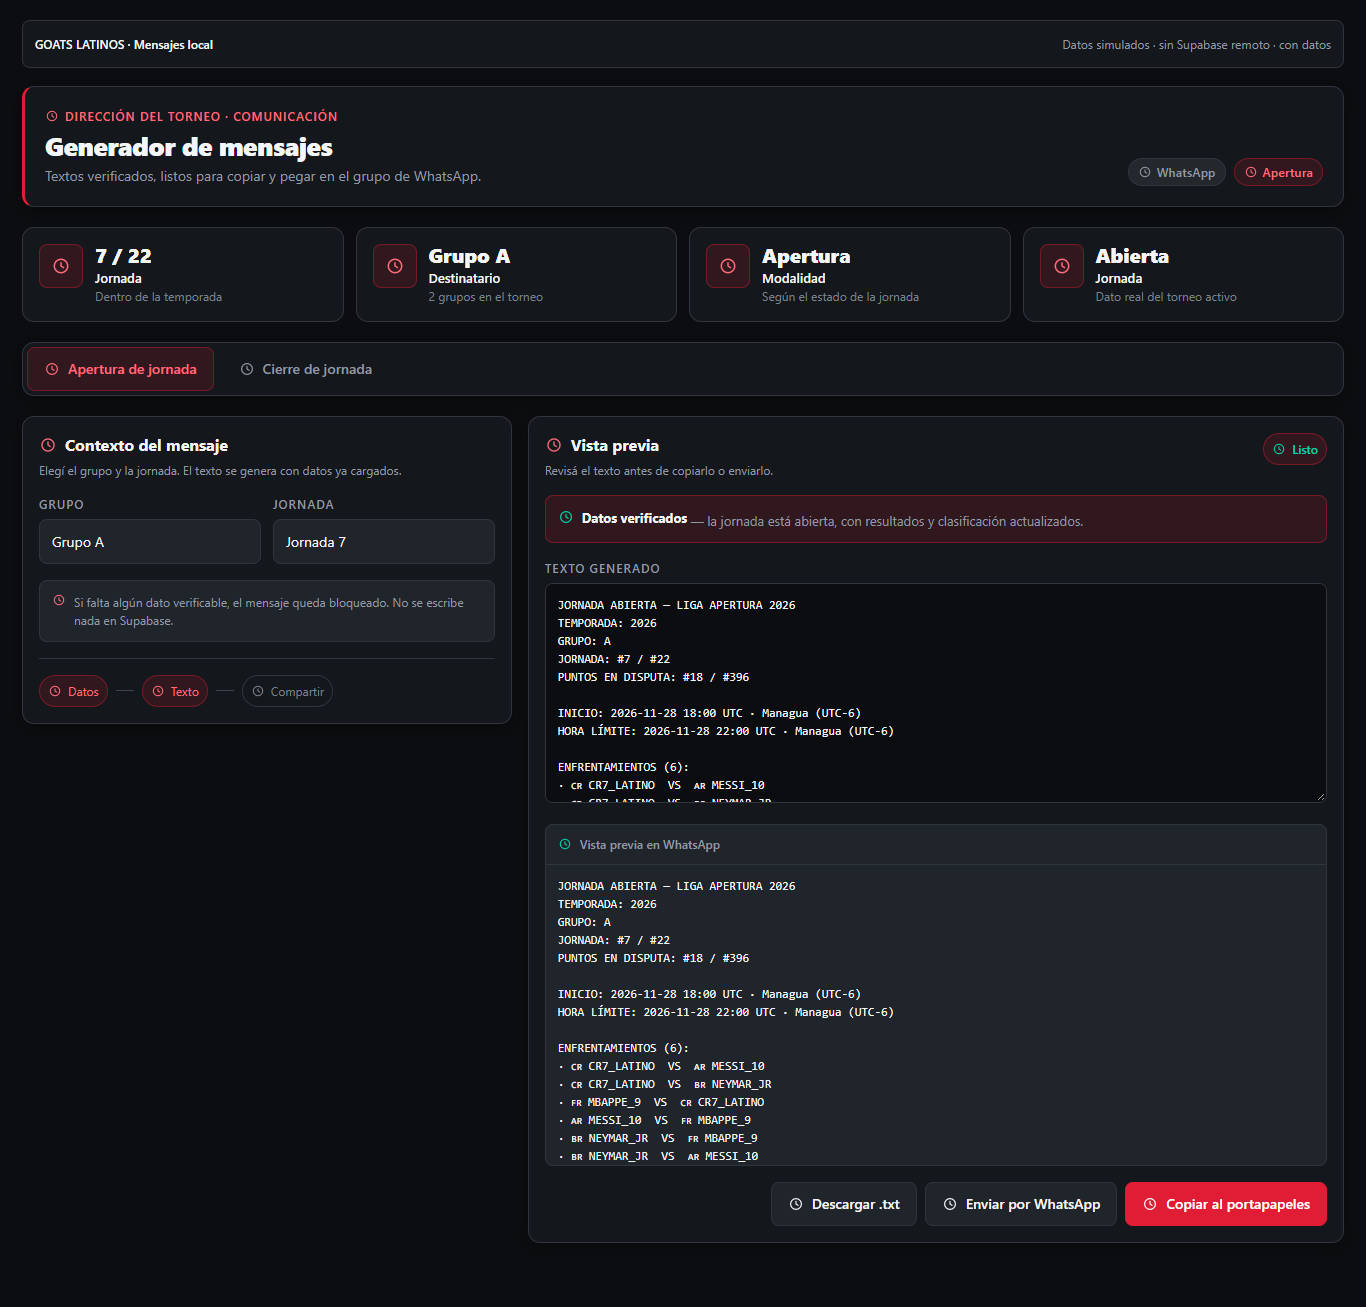 GOATS LATINOS · Mensajes local
Datos simulados · sin Supabase remoto · con datos
DIRECCIÓN DEL TORNEO · COMUNICACIÓN
Generador de mensajes
Textos verificados, listos para copiar y pegar en el grupo de WhatsApp.
WhatsApp
Apertura
7 / 22
Jornada
Dentro de la temporada
Grupo A
Destinatario
2 grupos en el torneo
Apertura
Modalidad
Según el estado de la jornada
Abierta
Jornada
Dato real del torneo activo
Apertura de jornada
Cierre de jornada
Contexto del mensaje
Elegí el grupo y la jornada. El texto se genera con datos ya cargados.
GRUPO
JORNADA
Grupo A
Jornada 7
Si falta algún dato verificable, el mensaje queda bloqueado. No se escribe
nada en Supabase.
Datos
Texto
Compartir
Vista previa
Listo
Revisá el texto antes de copiarlo o enviarlo.
Datos verificados — la jornada está abierta, con resultados y clasificación actualizados.
TEXTO GENERADO
JORNADA ABIERTA — LIGA APERTURA 2026
TEMPORADA: 2026
GRUPO: A
JORNADA: #7 / #22
PUNTOS EN DISPUTA: #18 / #396
INICIO: 2026-11-28 18:00 UTC · Managua (UTC-6)
HORA LÍMITE: 2026-11-28 22:00 UTC · Managua (UTC-6)
ENFRENTAMIENTOS (6):
· CR CR7_LATINO VS AR MESSI_10
· CR CR7_LATINO VS BR NEYMAR_JR
Vista previa en WhatsApp
JORNADA ABIERTA — LIGA APERTURA 2026
TEMPORADA: 2026
GRUPO: A
JORNADA: #7 / #22
PUNTOS EN DISPUTA: #18 / #396
INICIO: 2026-11-28 18:00 UTC · Managua (UTC-6)
HORA LÍMITE: 2026-11-28 22:00 UTC · Managua (UTC-6)
ENFRENTAMIENTOS (6):
· CR CR7_LATINO VS AR MESSI_10
· CR CR7_LATINO VS BR NEYMAR_JR
· FR MBAPPE_9 VS CR CR7_LATINO
· AR MESSI_10 VS FR MBAPPE_9
· BR NEYMAR_JR VS FR MBAPPE_9
· BR NEYMAR_JR VS AR MESSI_10
Descargar .txt
Enviar por WhatsApp
Copiar al portapapeles